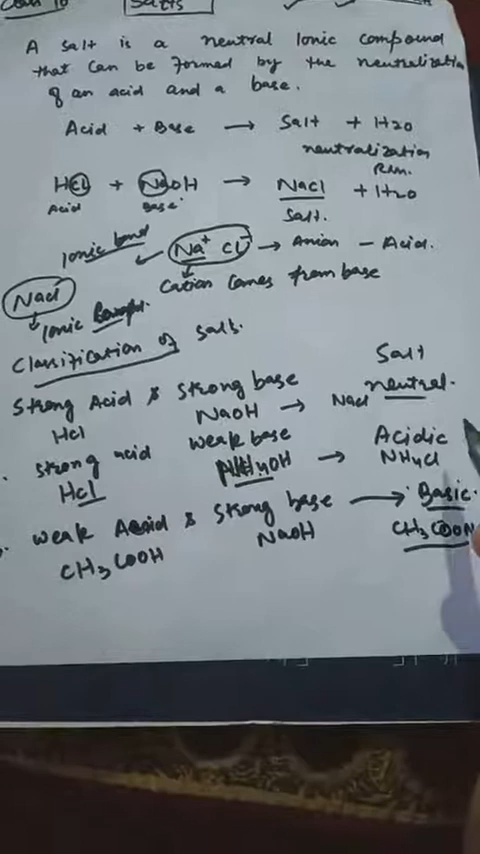 Class 10 Salts
A salt is a neutral Ionic compound
that can be formed by the neutralization
of an acid and a base.
Acid + Base → Salt + H2O
neutralization
Rxn.
HCl + NaOH → NaCl + H2O
Acid Base Salt.
Ionic bond Na+ Cl- → Anion - Acid.
Cation comes from base
NaCl
Ionic
Classification of salts.
Salt
Strong Acid & Strong base neutral.
HCl NaOH → NaCl
strong acid weak base Acidic
HCl NH4OH → NH4Cl
weak Acid & strong base → Basic.
CH3COOH NaOH CH3COON